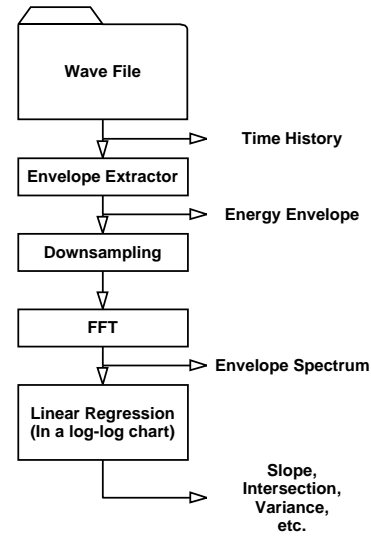 Wave File
Time History
Envelope Extractor
Energy Envelope
Downsampling
FFT
Envelope Spectrum
Linear Regression
(In a log-log chart)
Slope,
Intersection,
Variance,
etc.